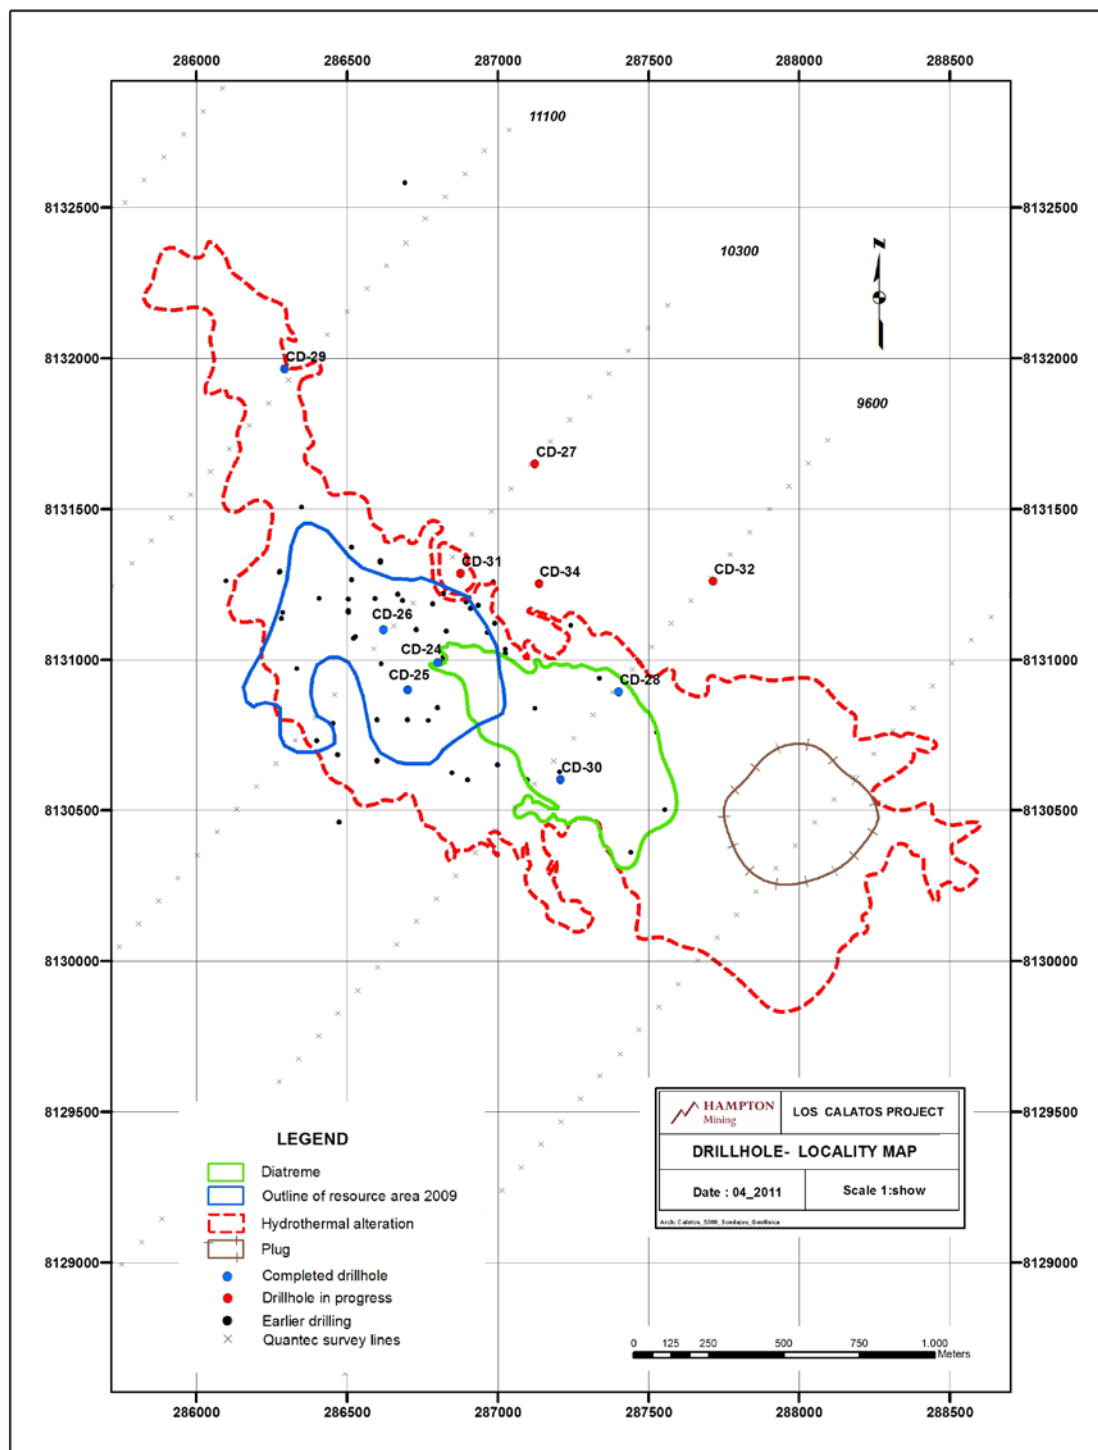 286000 286500 287000 287500 288000 288500
11100
8132500 8132500
10300
N
8132000 8132000
CD-29
9600
CD-27
8131500 8131500
CD-31
CD-34
CD-32
CD-26
8131000 8131000
CD-24
CD-25
CD-28
CD-30
8130500 8130500
8130000 8130000
8129500 8129500
HAMPTON
Mining
LOS CALATOS PROJECT
DRILLHOLE- LOCALITY MAP
Date : 04_2011 Scale 1:show
Arch: Calatos_5000_Sondajes_Geofisica
LEGEND
Diatreme
Outline of resource area 2009
Hydrothermal alteration
Plug
Completed drillhole
Drillhole in progress
Earlier drilling
Quantec survey lines
8129000 8129000
0 125 250 500 750 1.000
Meters
286000 286500 287000 287500 288000 288500